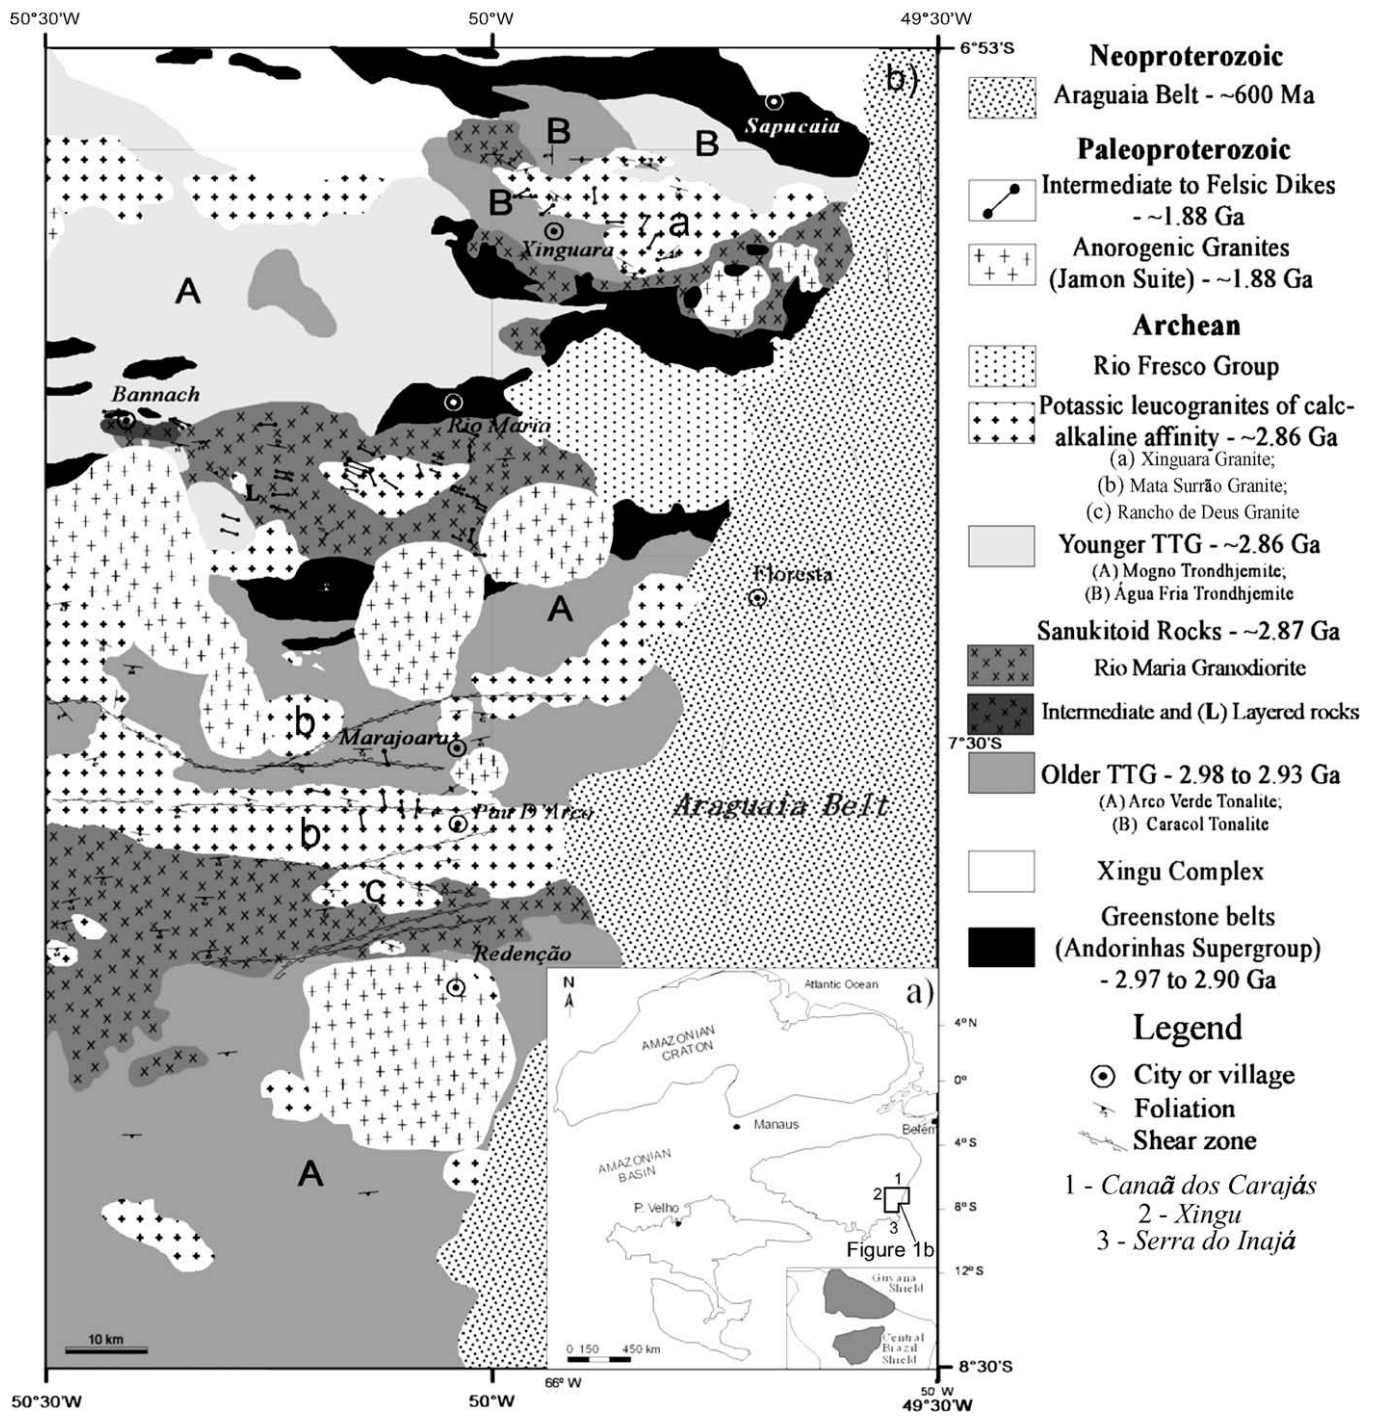 50°30'W
50°W
49°30'W
6°53'S
b)
B
B
Sapucaia
B
a
Xinguara
A
Bannach
Rio Maria
L
Floresta
A
b
Marajoara
Araguaia Belt
Pau D'Arco
b
c
Redenção
A
10 km
7°30'S
8°30'S
50°30'W
50°W
49°30'W
N
a)
Atlantic Ocean
AMAZONIAN
CRATON
4°N
0°
Manaus
Belém
4°S
AMAZONIAN
BASIN
1
2
P. Velho
8°S
3
Figure 1b
12°S
Guyana
Shield
Central
Brazil
Shield
0 150 450 km
66° W
50 W
Neoproterozoic
Araguaia Belt - ~600 Ma
Paleoproterozoic
Intermediate to Felsic Dikes
- ~1.88 Ga
Anorogenic Granites
(Jamon Suite) - ~1.88 Ga
Archean
Rio Fresco Group
Potassic leucogranites of calc-
alkaline affinity - ~2.86 Ga
(a) Xinguara Granite;
(b) Mata Surrão Granite;
(c) Rancho de Deus Granite
Younger TTG - ~2.86 Ga
(A) Mogno Trondhjemite;
(B) Água Fria Trondhjemite
Sanukitoid Rocks - ~2.87 Ga
Rio Maria Granodiorite
Intermediate and (L) Layered rocks
Older TTG - 2.98 to 2.93 Ga
(A) Arco Verde Tonalite;
(B) Caracol Tonalite
Xingu Complex
Greenstone belts
(Andorinhas Supergroup)
- 2.97 to 2.90 Ga
Legend
City or village
Foliation
Shear zone
1 - Canaã dos Carajás
2 - Xingu
3 - Serra do Inajá